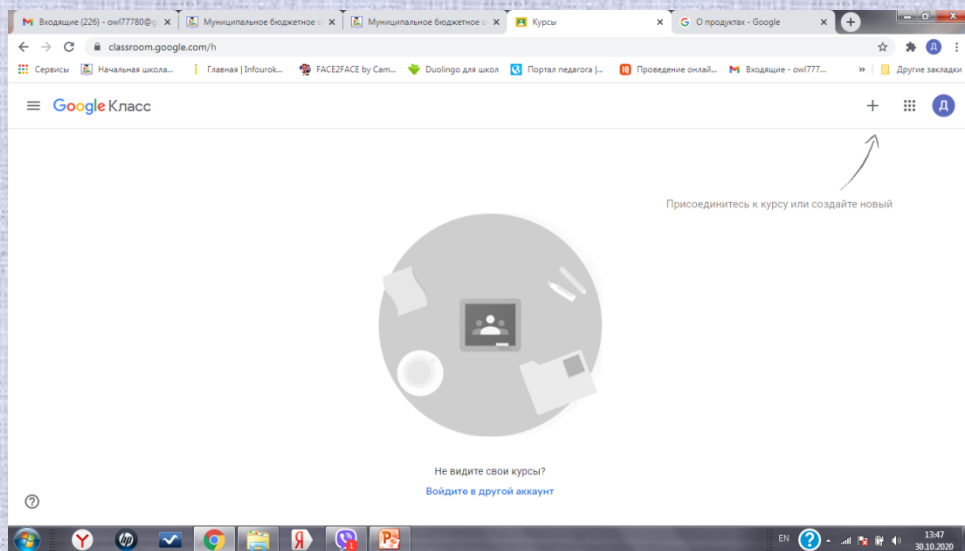 Входящие (226) - owl77780@g
Муниципальное бюджетное о
Муниципальное бюджетное о
Курсы
О продуктах - Google
classroom.google.com/h
Сервисы
Начальная школа...
Главная | Infourok...
FACE2FACE by Cam...
Duolingo для школ
Портал педагога |...
Проведение онлай...
Входящие - owl777...
»
Другие закладки
Google Класс
Д
Присоединитесь к курсу или создайте новый
Не видите свои курсы?
Войдите в другой аккаунт
EN
13:47
30.10.2020